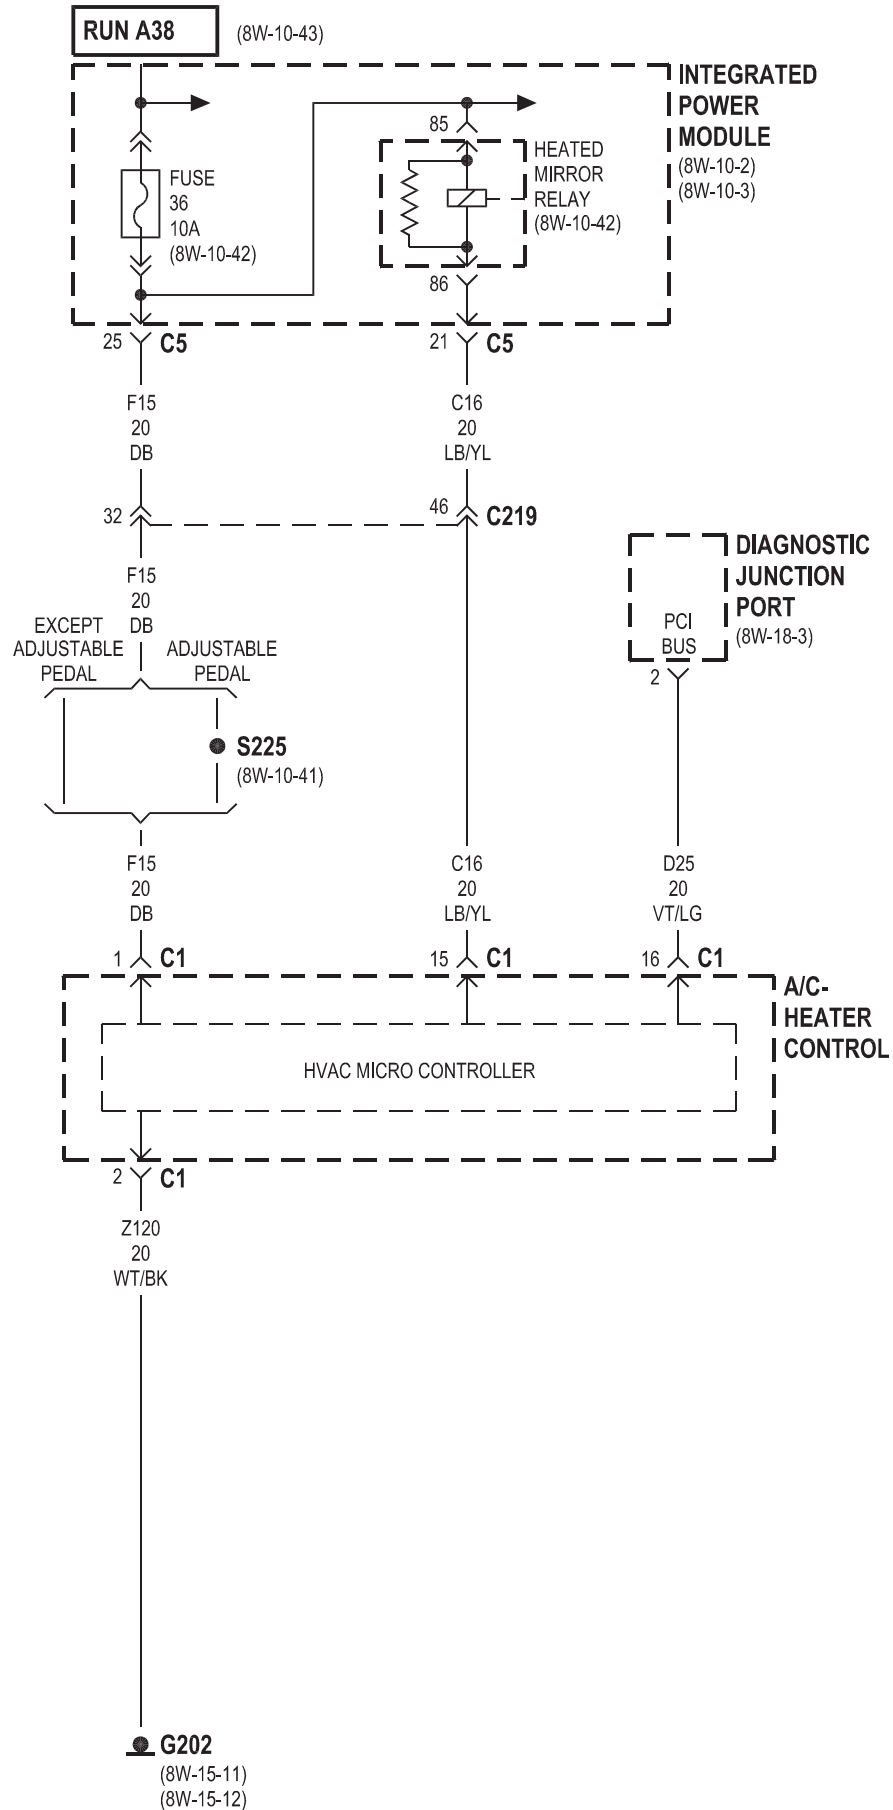 RUN A38
(8W-10-43)
INTEGRATED
POWER
MODULE
(8W-10-2)
(8W-10-3)
FUSE
36
10A
(8W-10-42)
85
HEATED
MIRROR
RELAY
(8W-10-42)
86
25
C5
21
C5
F15
20
DB
C16
20
LB/YL
32
46
C219
F15
20
DB
EXCEPT
ADJUSTABLE
PEDAL
ADJUSTABLE
PEDAL
DIAGNOSTIC
JUNCTION
PORT
(8W-18-3)
PCI
BUS
2
S225
(8W-10-41)
F15
20
DB
C16
20
LB/YL
D25
20
VT/LG
1
C1
15
C1
16
C1
A/C-
HEATER
CONTROL
HVAC MICRO CONTROLLER
2
C1
Z120
20
WT/BK
G202
(8W-15-11)
(8W-15-12)